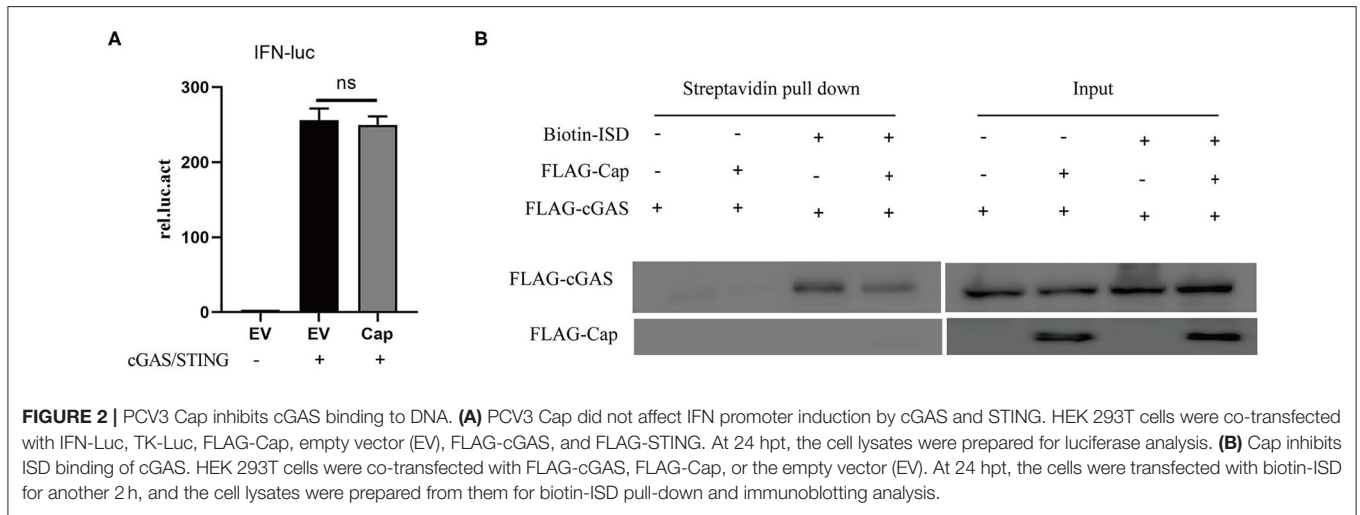 A
IFN-luc
ns
300
200
100
0
rel.luc.act
EV EV Cap
cGAS/STING - + +
B
Streptavidin pull down Input
Biotin-ISD - - + + - - + +
FLAG-Cap - + - + - + - +
FLAG-cGAS + + + + + + + +
FLAG-cGAS
FLAG-Cap
FIGURE 2 | PCV3 Cap inhibits cGAS binding to DNA. (A) PCV3 Cap did not affect IFN promoter induction by cGAS and STING. HEK 293T cells were co-transfected
with IFN-Luc, TK-Luc, FLAG-Cap, empty vector (EV), FLAG-cGAS, and FLAG-STING. At 24 hpt, the cell lysates were prepared for luciferase analysis. (B) Cap inhibits
ISD binding of cGAS. HEK 293T cells were co-transfected with FLAG-cGAS, FLAG-Cap, or the empty vector (EV). At 24 hpt, the cells were transfected with biotin-ISD
for another 2 h, and the cell lysates were prepared from them for biotin-ISD pull-down and immunoblotting analysis.